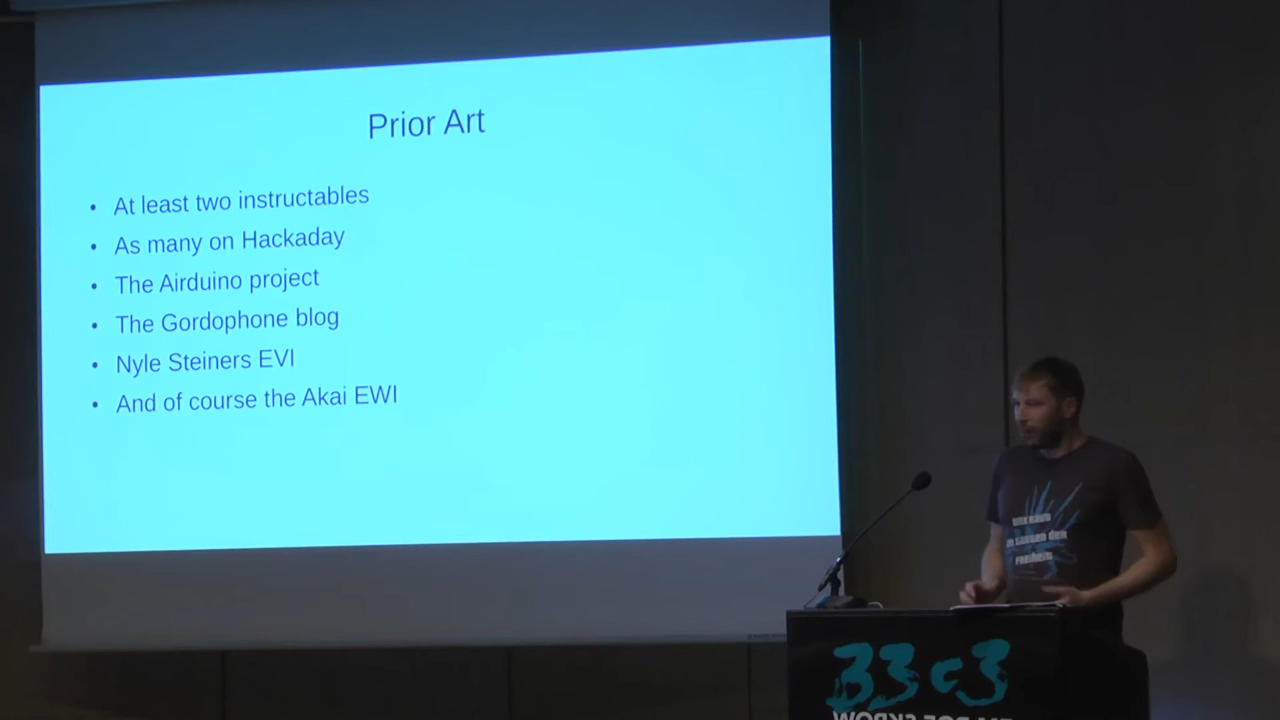 Prior Art
• At least two instructables
• As many on Hackaday
• The Airduino project
• The Gordophone blog
• Nyle Steiners EVI
• And of course the Akai EWI
33c3